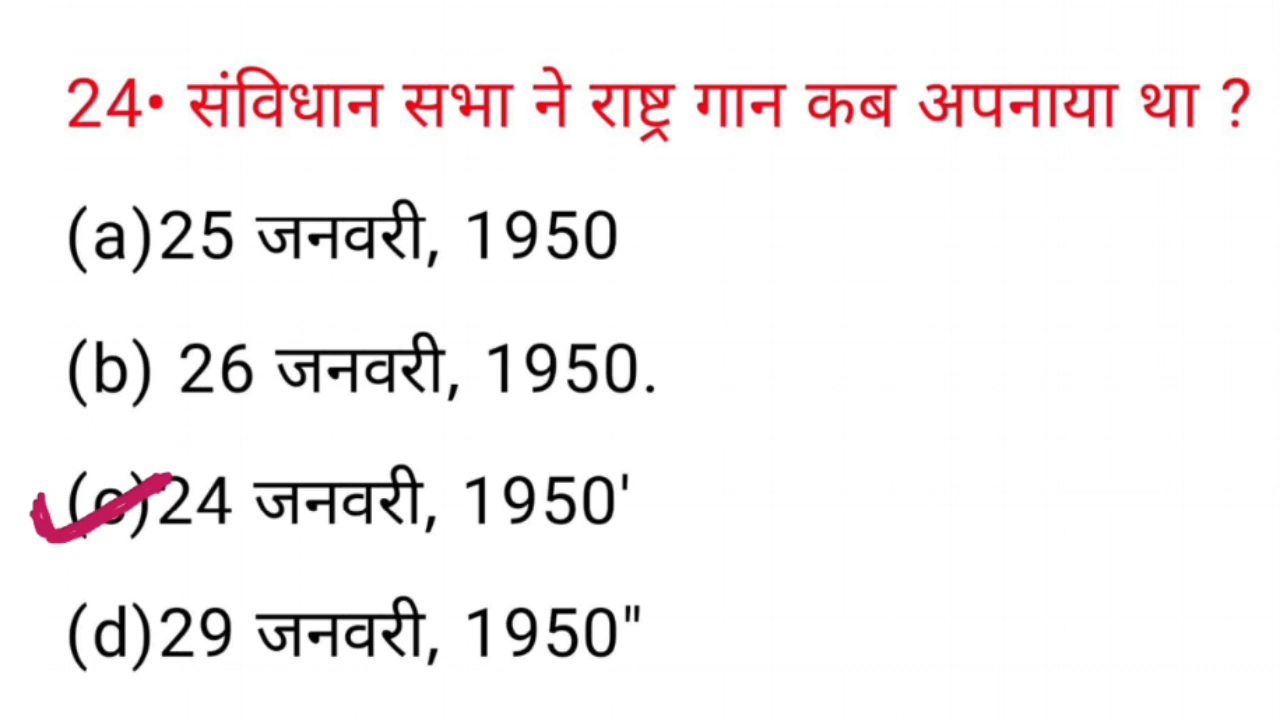 24• संविधान सभा ने राष्ट्र गान कब अपनाया था ?
(a)25 जनवरी, 1950
(b) 26 जनवरी, 1950.
(c)24 जनवरी, 1950'
(d)29 जनवरी, 1950"